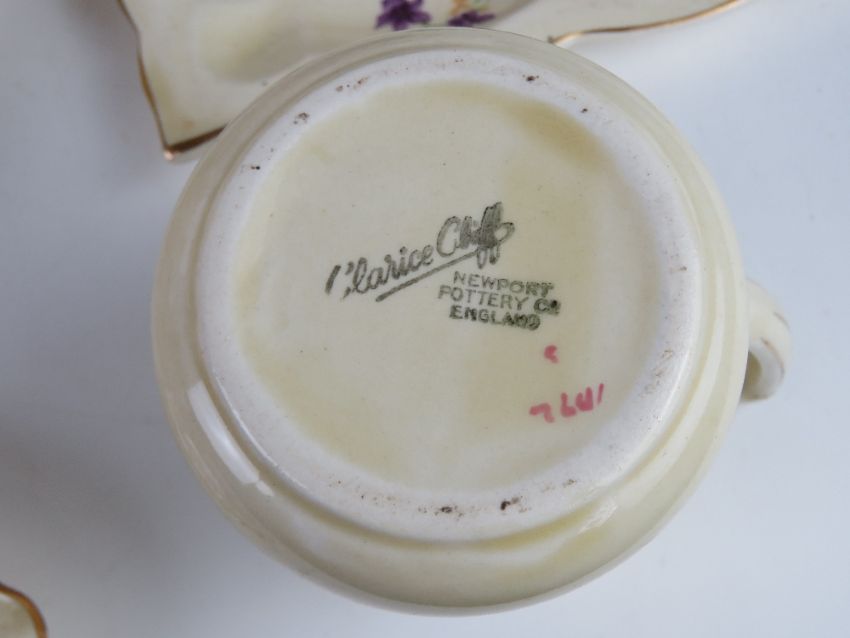 Clarice Cliff
NEWPORT
POTTERY Co
ENGLAND